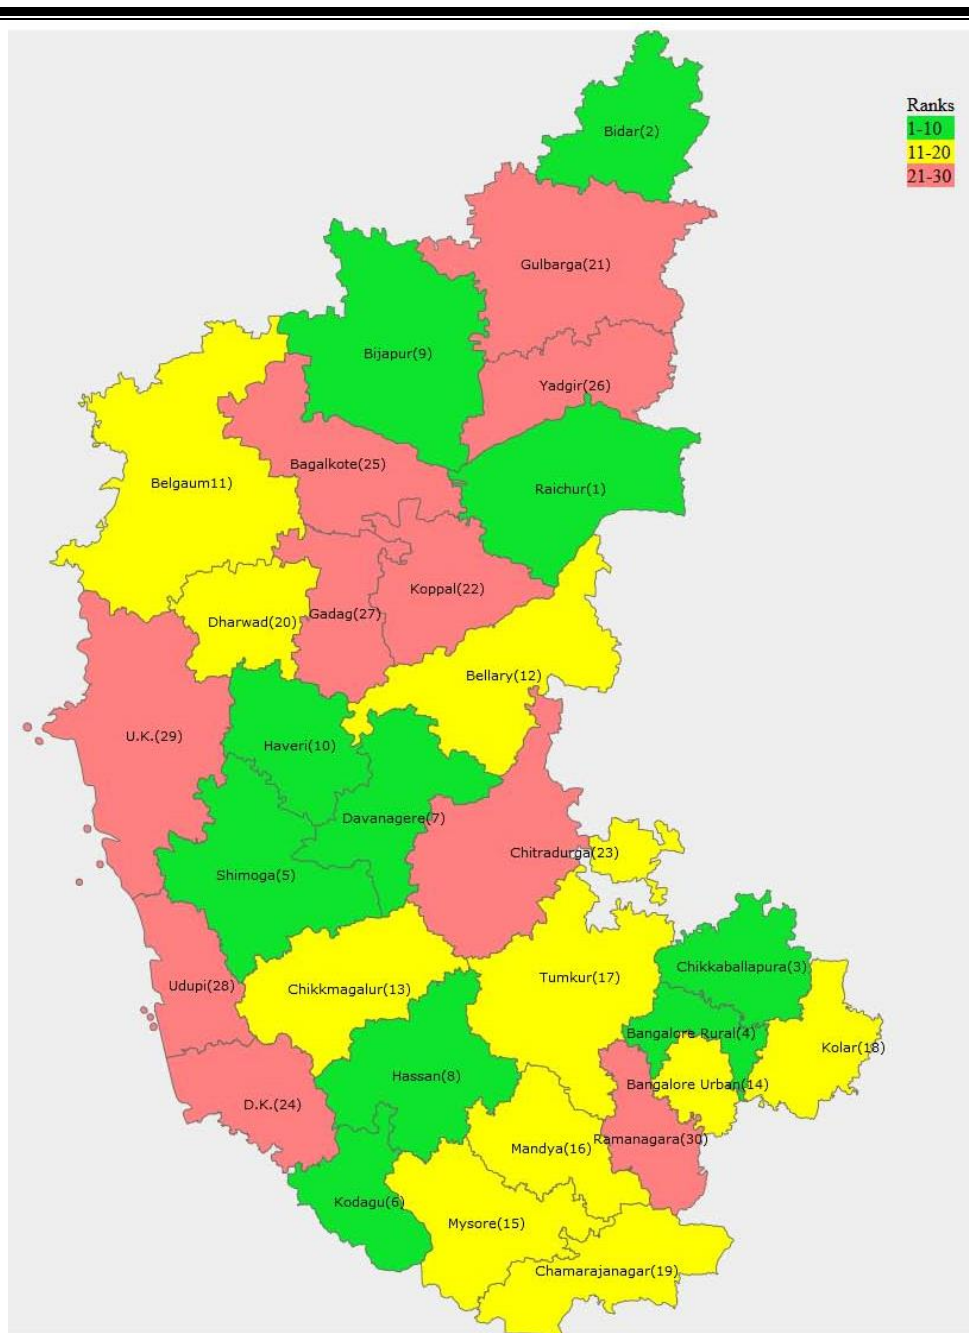 Ranks
1-10
11-20
21-30
Bidar(2)
Gulbarga(21)
Bijapur(9)
Yadgir(26)
Bagalkote(25)
Belgaum11)
Raichur(1)
Koppal(22)
Gadag(27)
Dharwad(20)
Bellary(12)
U.K.(29)
Haveri(10)
Davanagere(7)
Chitradurga(23)
Shimoga(5)
Chikkaballapura(3)
Tumkur(17)
Udupi(28)
Chikkmagalur(13)
Bangalore Rural(4)
Kolar(18)
Hassan(8)
Bangalore Urban(14)
D.K.(24)
Ramanagara(30)
Mandya(16)
Kodagu(6)
Mysore(15)
Chamarajanagar(19)